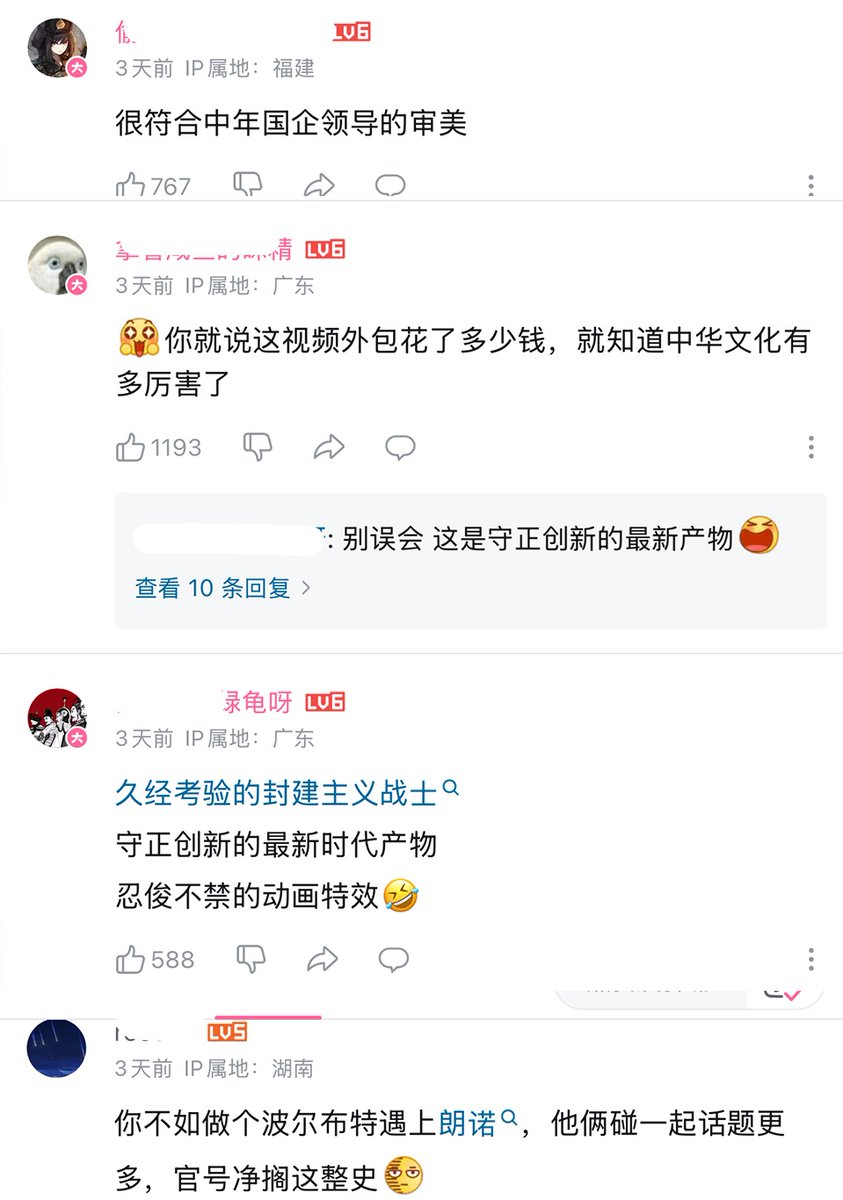 LV6
3天前 IP属地：福建
很符合中年国企领导的审美
767
LV6
3天前 IP属地：广东
你就说这视频外包花了多少钱，就知道中华文化有
多厉害了
1193
: 别误会 这是守正创新的最新产物
查看 10 条回复 >
绿龟呀 LV6
3天前 IP属地：广东
久经考验的封建主义战士
守正创新的最新时代产物
忍俊不禁的动画特效
588
LV5
3天前 IP属地：湖南
你不如做个波尔布特遇上朗诺，他俩碰一起话题更
多，官号净搁这整史